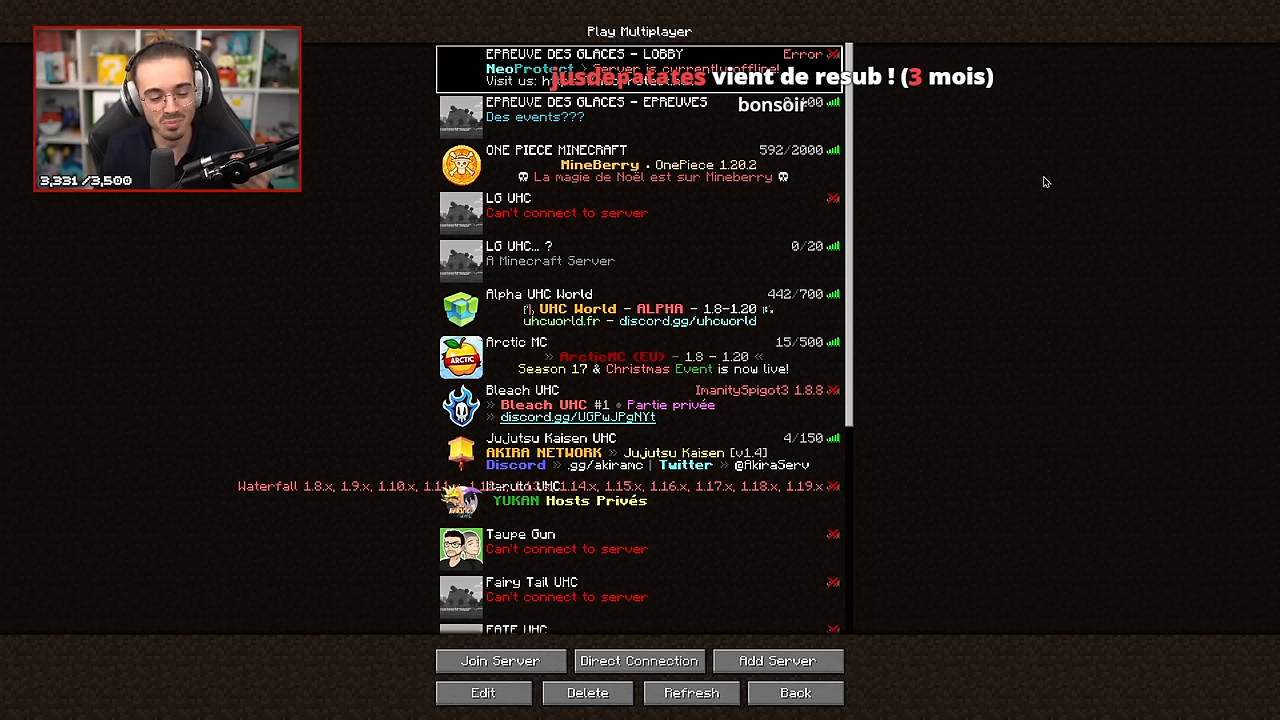 Play Multiplayer
EPREUVE DES GLACES - LOBBY
Error
NeoProtect > Server is currently offline!
Visit us:
jusdepatates vient de resub ! (3 mois)
bonsoir
EPREUVE DES GLACES - EPREUVES
Des events???
ONE PIECE MINECRAFT
592/2000
MineBerry . OnePiece 1.20.2
La magie de Noël est sur Mineberry
3,331 /3,500
LG UHC
Can't connect to server
LG UHC... ?
0/20
A Minecraft Server
Alpha UHC World
442/700
UHC World - ALPHA - 1.8-1.20
uhcworld.fr - discord.gg/uhcworld
Arctic MC
15/500
ARCTIC
» ArcticMC (EU) - 1.8 - 1.20 «
Season 17 & Christmas Event is now live!
Bleach UHC
ImanitySpigot3 1.8.8
» Bleach UHC #1 • Partie privée
» discord.gg/UGPwJPgNYt
Jujutsu Kaisen UHC
4/150
AKIRA NETWORK » Jujutsu Kaisen [v1.4]
Discord » .gg/akiramc | Twitter » @AkiraServ
Naruto UHC
Waterfall 1.8.x, 1.9.x, 1.10.x, 1.14.x, 1.15.x, 1.16.x, 1.17.x, 1.18.x, 1.19.x
YUKAN Hosts Privés
Taupe Gun
Can't connect to server
Fairy Tail UHC
Can't connect to server
FATE UHC
Join Server
Direct Connection
Add Server
Edit
Delete
Refresh
Back